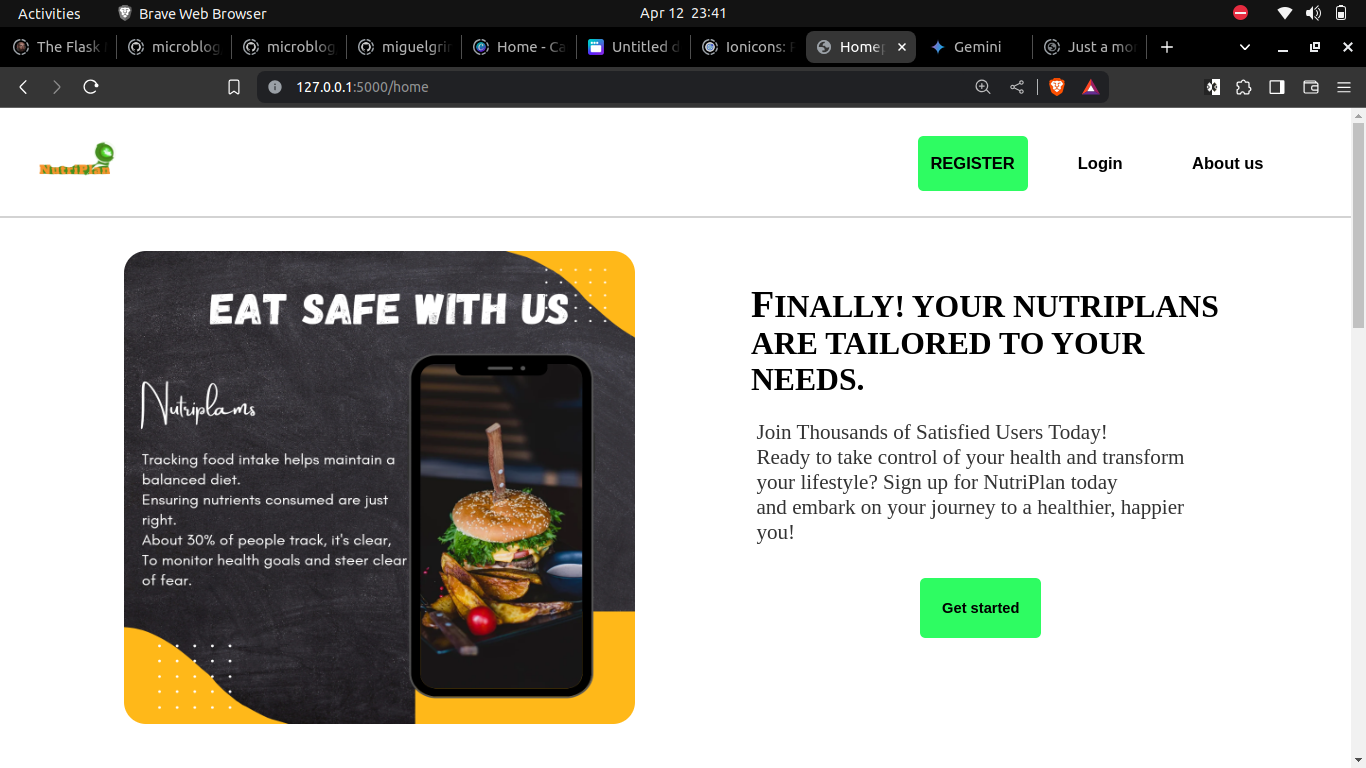 Activities
Brave Web Browser
Apr 12 23:41
The Flask
microblog
microblog
miguelgri
Home - Ca
Untitled d
Ionicons:
Homep
Gemini
Just a mo
127.0.0.1:5000/home
NutriPlan
REGISTER
Login
About us
EAT SAFE WITH US
Nutriplams
Tracking food intake helps maintain a
balanced diet.
Ensuring nutrients consumed are just
right.
About 30% of people track, it's clear,
To monitor health goals and steer clear
of fear.
FINALLY! YOUR NUTRIPLANS
ARE TAILORED TO YOUR
NEEDS.
Join Thousands of Satisfied Users Today!
Ready to take control of your health and transform
your lifestyle? Sign up for NutriPlan today
and embark on your journey to a healthier, happier
you!
Get started